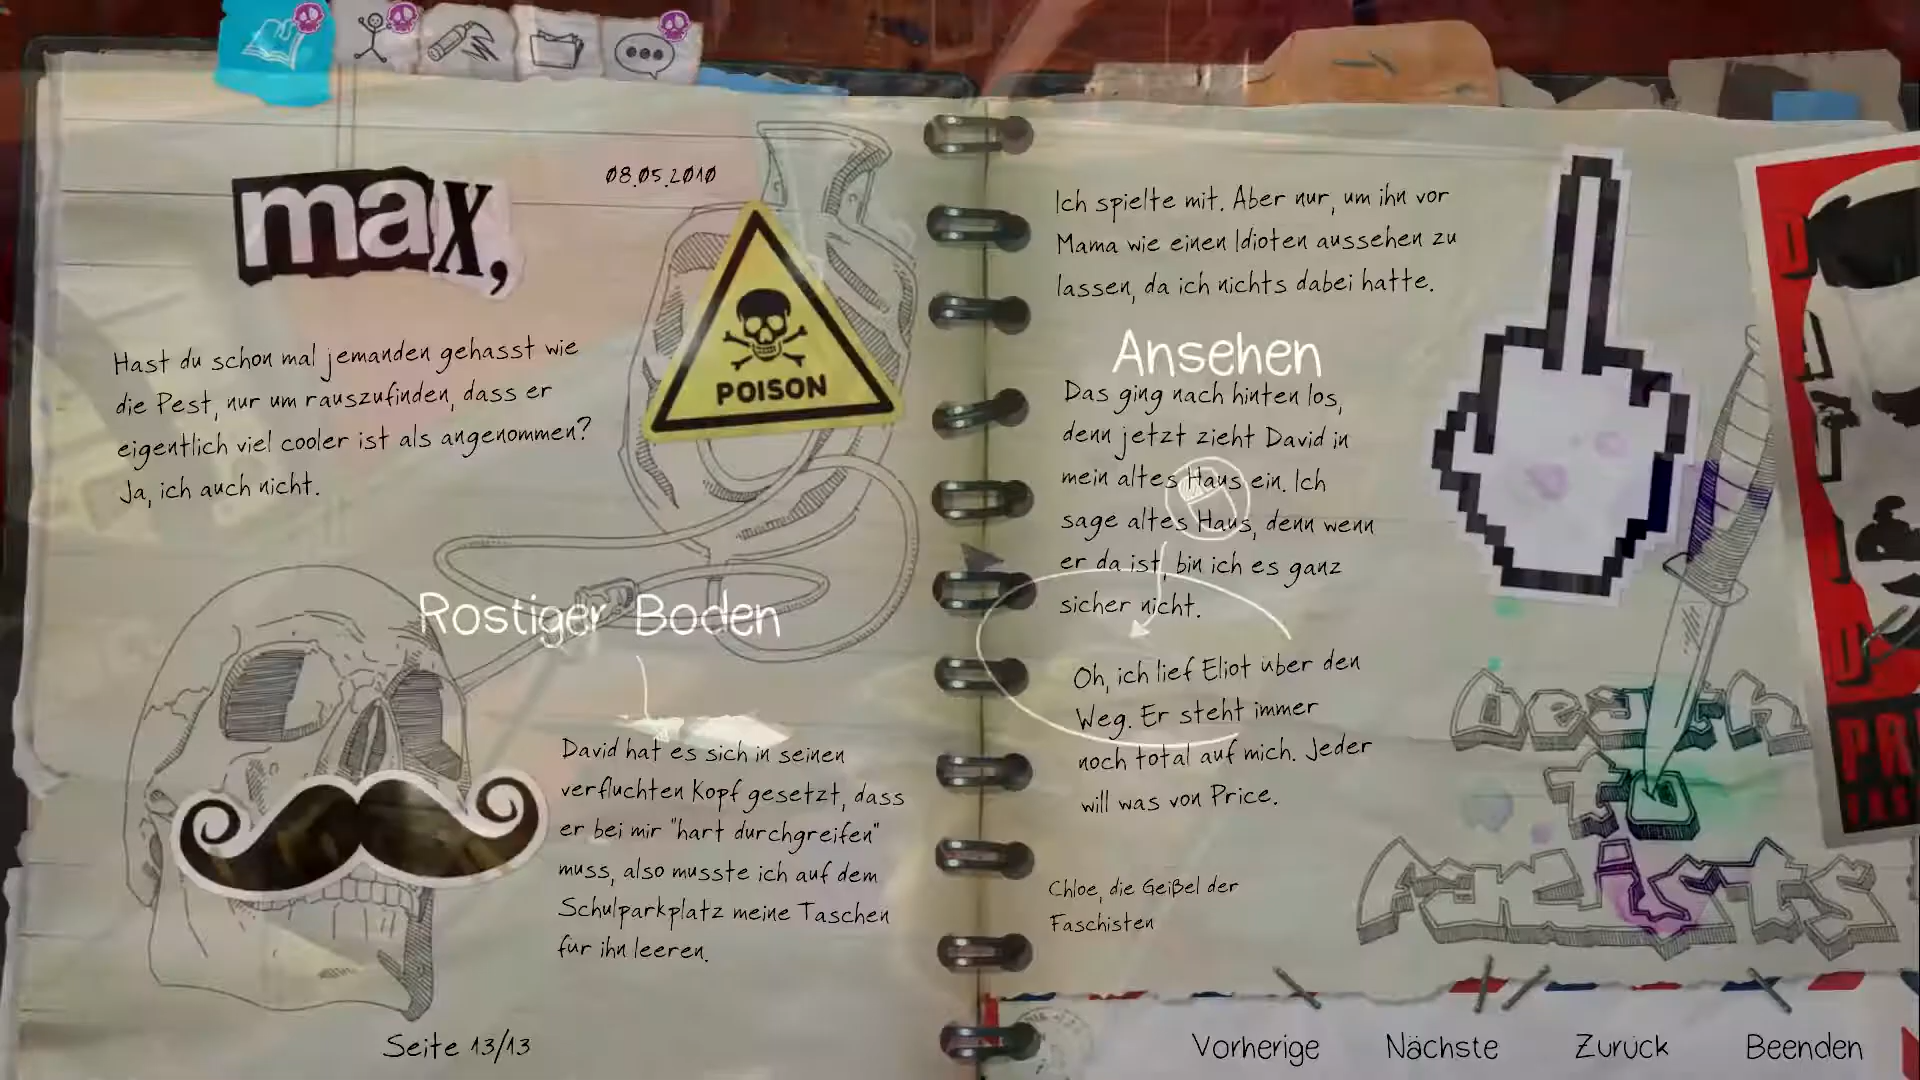 max,
08.05.2010
Hast du schon mal jemanden gehasst wie
die Pest, nur um rauszufinden, dass er
eigentlich viel cooler ist als angenommen?
Ja, ich auch nicht.
POISON
Rostiger Boden
David hat es sich in seinen
verfluchten Kopf gesetzt, dass
er bei mir "hart durchgreifen"
muss, also musste ich auf dem
Schulparkplatz meine Taschen
für ihn leeren.
Seite 13/13
Ich spielte mit. Aber nur, um ihn vor
Mama wie einen Idioten aussehen zu
lassen, da ich nichts dabei hatte.
Ansehen
Das ging nach hinten los,
denn jetzt zieht David in
mein altes Haus ein. Ich
sage altes Haus, denn wenn
er da ist, bin ich es ganz
sicher nicht.
Oh, ich lief Eliot über den
Weg. Er steht immer
noch total auf mich. Jeder
will was von Price.
Chloe, die Geißel der
Faschisten
Death
to
Fascists
DAVID
PR
Vorherige
Nächste
Zurück
Beenden